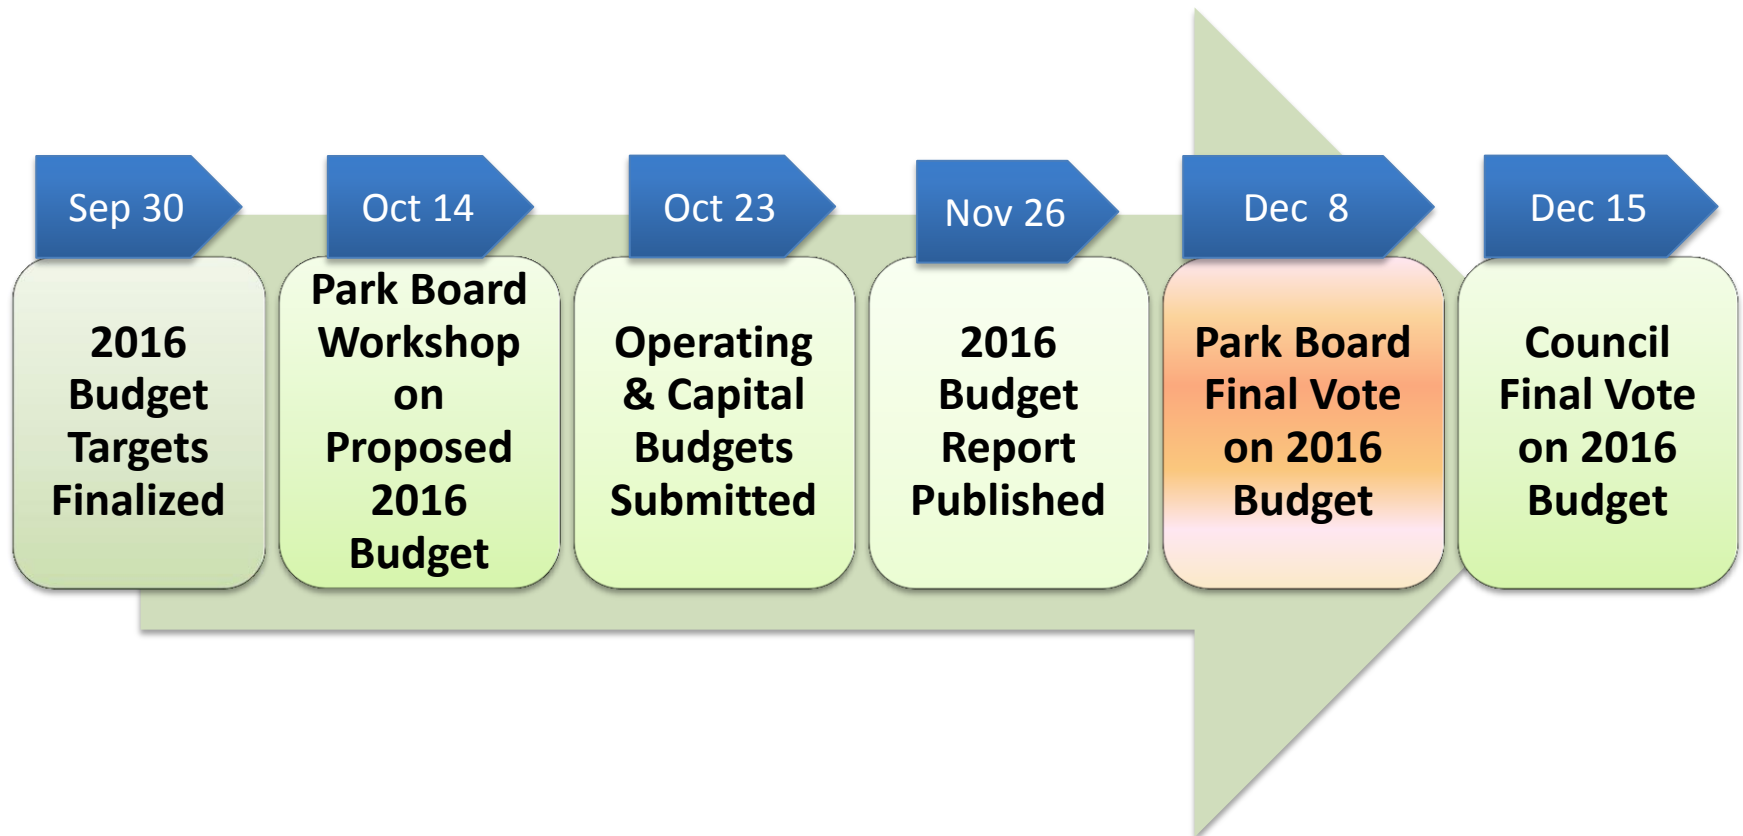 Sep 30
2016
Budget
Targets
Finalized
Oct 14
Park Board
Workshop
on
Proposed
2016
Budget
Oct 23
Operating
& Capital
Budgets
Submitted
Nov 26
2016
Budget
Report
Published
Dec  8
Park Board
Final Vote
on 2016
Budget
Dec 15
Council
Final Vote
on 2016
Budget